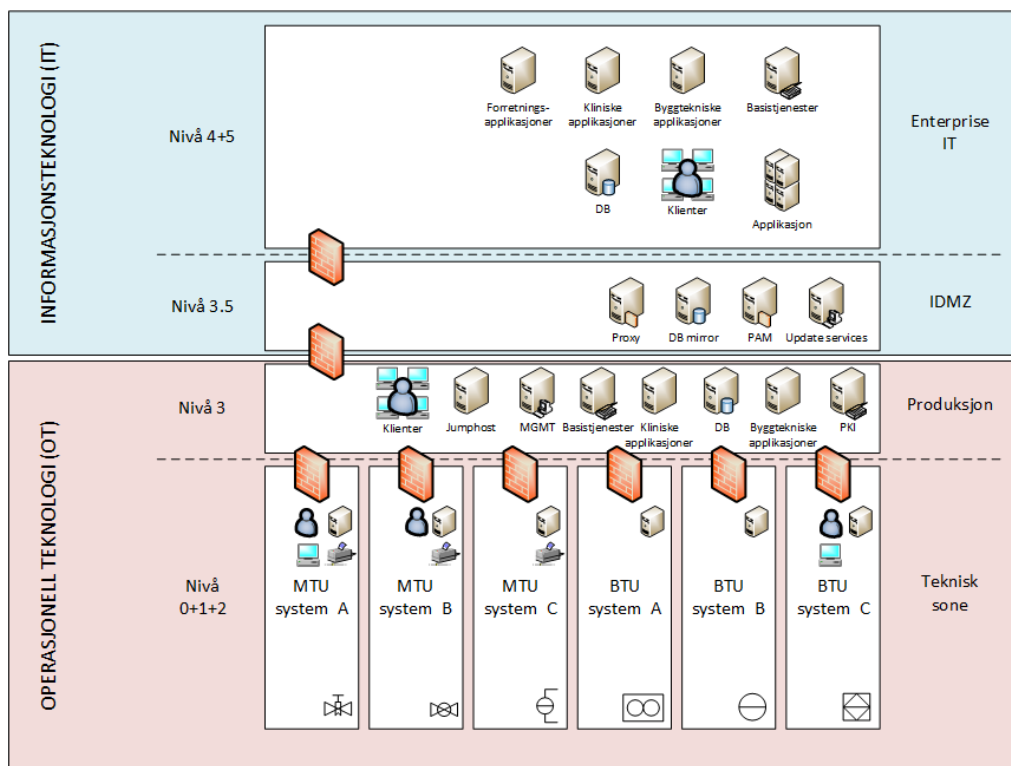 INFORMASJONSTEKNOLOGI (IT)
Nivå 4+5
Forretnings-
applikasjoner
Kliniske
applikasjoner
Byggtekniske
applikasjoner
Basistjenester
DB
Klienter
Applikasjon
Enterprise
IT
Nivå 3.5
Proxy
DB mirror
PAM
Update services
IDMZ
OPERASJONELL TEKNOLOGI (OT)
Nivå 3
Klienter
Jumphost
MGMT
Basistjenester
Kliniske
applikasjoner
DB
Byggtekniske
applikasjoner
PKI
Produksjon
Nivå
0+1+2
MTU
system A
MTU
system B
MTU
system C
BTU
system A
BTU
system B
BTU
system C
Teknisk
sone